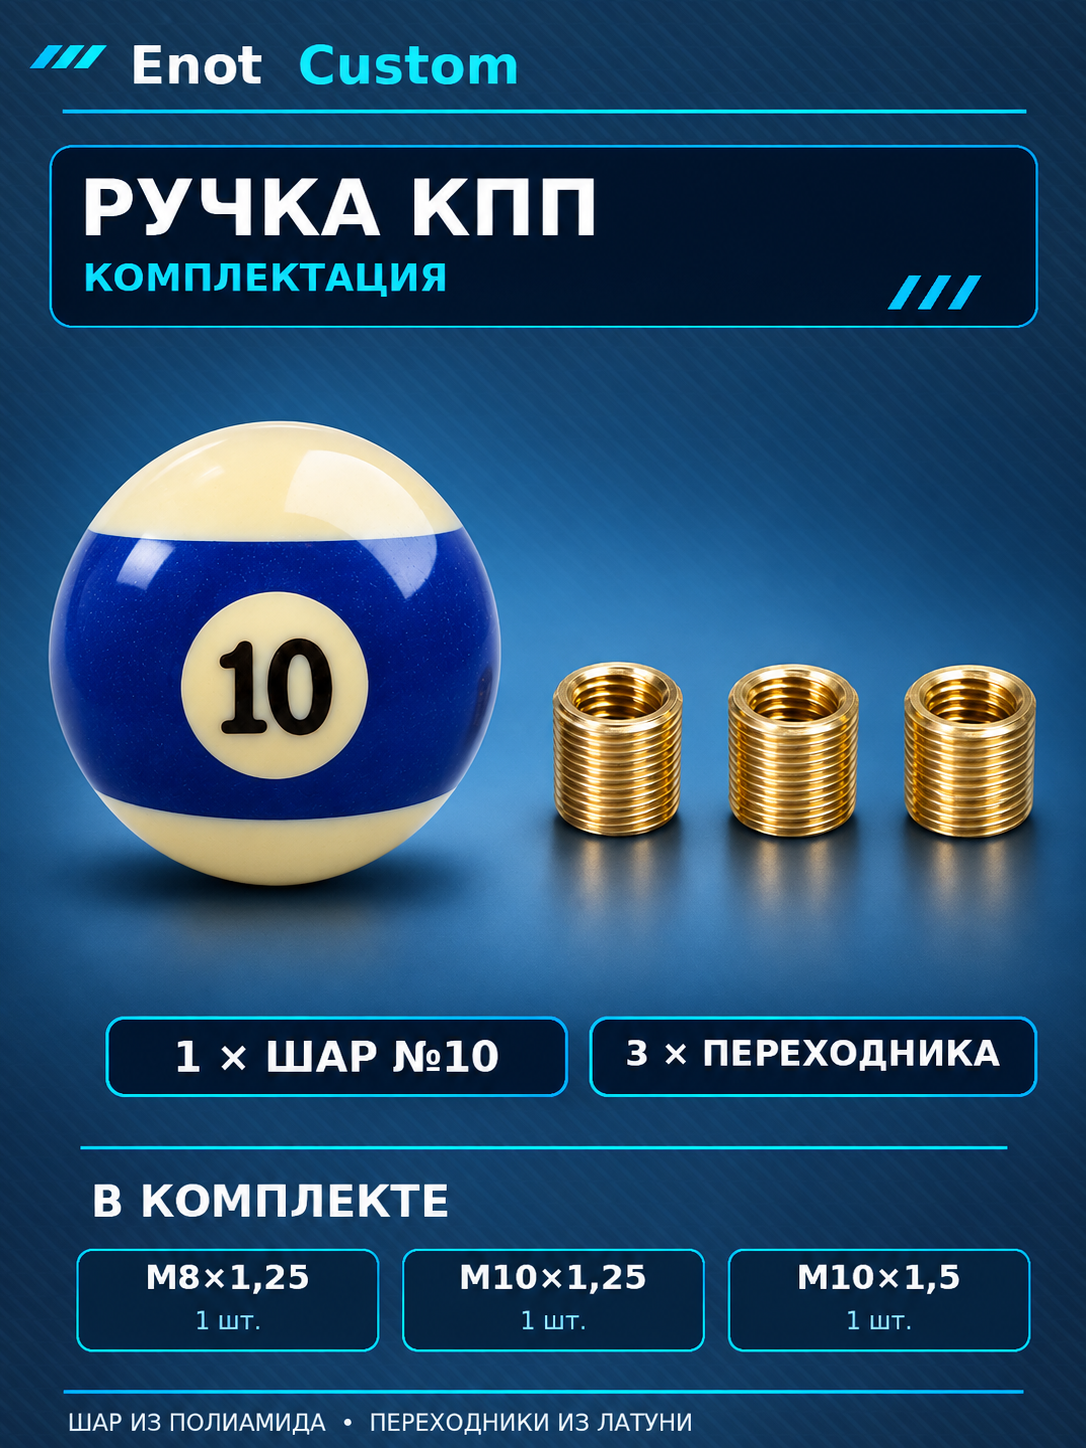 Enot Custom
РУЧКА КПП
КОМПЛЕКТАЦИЯ
10
1 × ШАР №10
3 × ПЕРЕХОДНИКА
В КОМПЛЕКТЕ
M8×1,25
1 шт.
M10×1,25
1 шт.
M10×1,5
1 шт.
ШАР ИЗ ПОЛИАМИДА • ПЕРЕХОДНИКИ ИЗ ЛАТУНИ